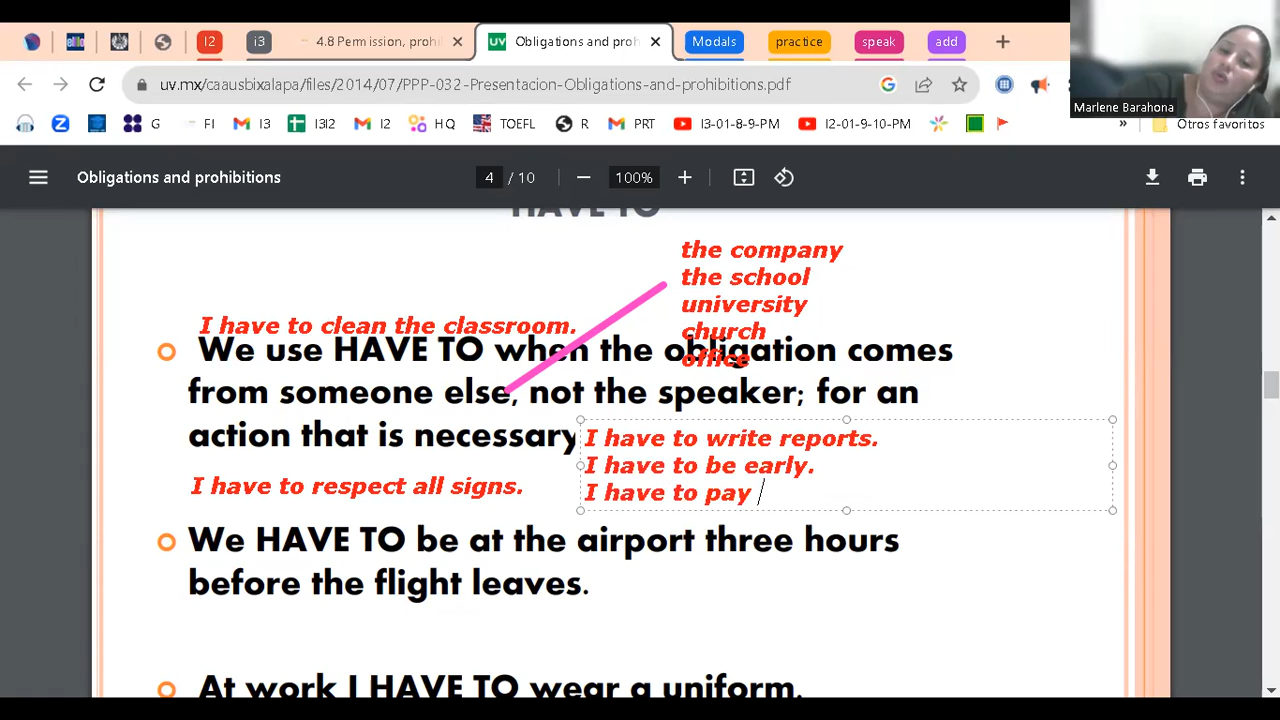 I2
i3
4.8 Permission, prohi
×
UV
Obligations and proh
×
Modals
practice
speak
add
+
uv.mx/caausbixalapa/files/2014/07/PPP-032-Presentacion-Obligations-and-prohibitions.pdf
Marlene Barahona
G
FI
I3
I3I2
I2
HQ
TOEFL
R
PRT
I3-01-8-9-PM
I2-01-9-10-PM
»
Otros favoritos
Obligations and prohibitions
4 / 10
100%
HAVE TO
the company
the school
university
church
office
I have to clean the classroom.
We use HAVE TO when the obligation comes
from someone else, not the speaker; for an
action that is necessary
I have to write reports.
I have to be early.
I have to pay
I have to respect all signs.
We HAVE TO be at the airport three hours
before the flight leaves.
At work I HAVE TO wear a uniform.